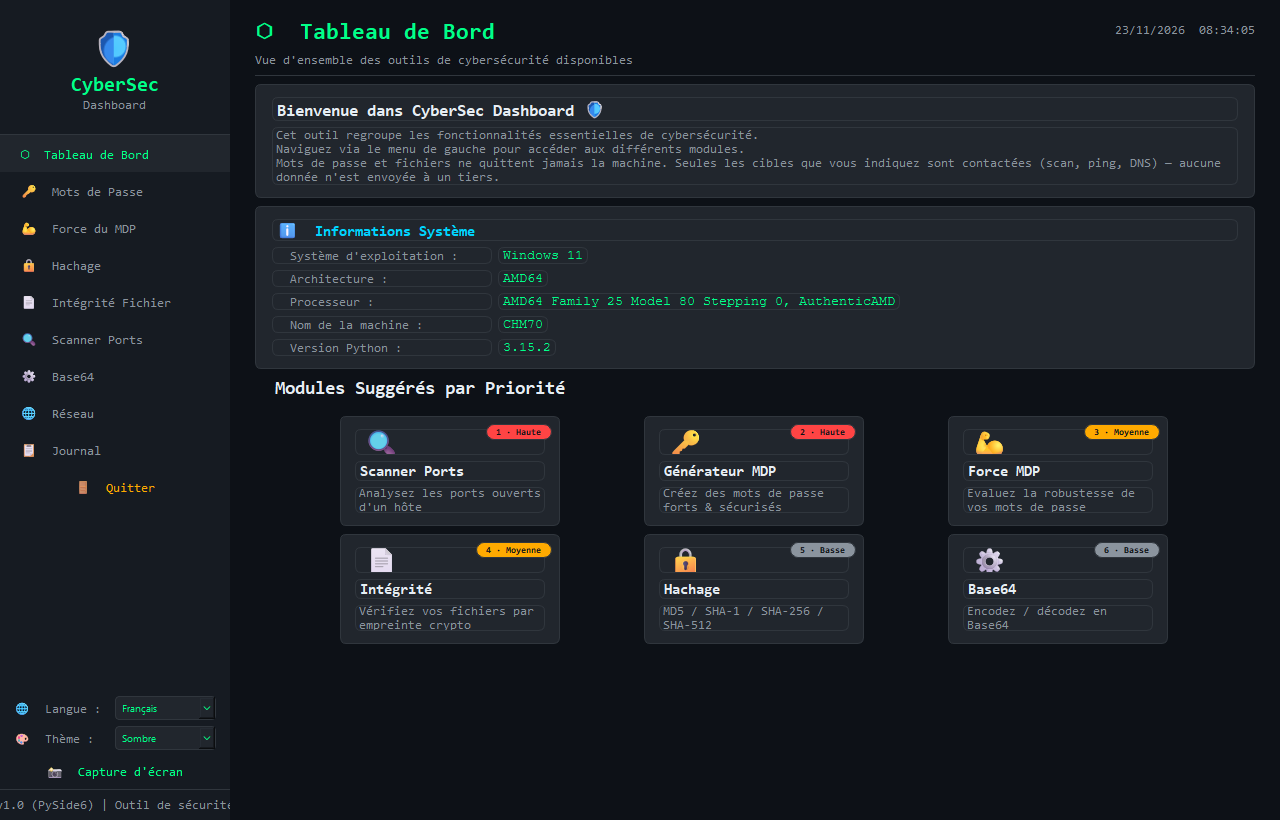 CyberSec
Dashboard
Tableau de Bord
Mots de Passe
Force du MDP
Hachage
Intégrité Fichier
Scanner Ports
Base64
Réseau
Journal
Quitter
Langue :
Français
Thème :
Sombre
Capture d'écran
v1.0 (PySide6) | Outil de sécurité
Tableau de Bord
23/11/2026 08:34:05
Vue d'ensemble des outils de cybersécurité disponibles
Bienvenue dans CyberSec Dashboard
Cet outil regroupe les fonctionnalités essentielles de cybersécurité.
Naviguez via le menu de gauche pour accéder aux différents modules.
Mots de passe et fichiers ne quittent jamais la machine. Seules les cibles que vous indiquez sont contactées (scan, ping, DNS) — aucune
donnée n'est envoyée à un tiers.
Informations Système
Système d'exploitation : Windows 11
Architecture : AMD64
Processeur : AMD64 Family 25 Model 80 Stepping 0, AuthenticAMD
Nom de la machine : CHM70
Version Python : 3.15.2
Modules Suggérés par Priorité
1 · Haute
Scanner Ports
Analysez les ports ouverts
d'un hôte
2 · Haute
Générateur MDP
Créez des mots de passe
forts & sécurisés
3 · Moyenne
Force MDP
Evaluez la robustesse de
vos mots de passe
4 · Moyenne
Intégrité
Vérifiez vos fichiers par
empreinte crypto
5 · Basse
Hachage
MD5 / SHA-1 / SHA-256 /
SHA-512
6 · Basse
Base64
Encodez / décodez en
Base64